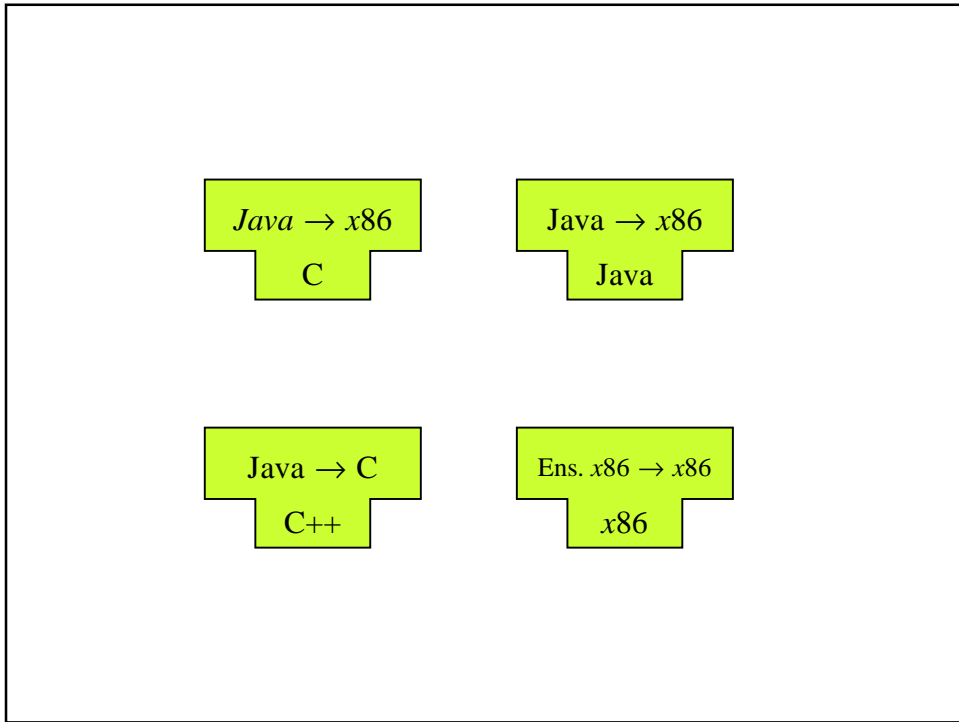 Java → x86
C
Java → x86
Java
Java → C
C++
Ens. x86 → x86
x86